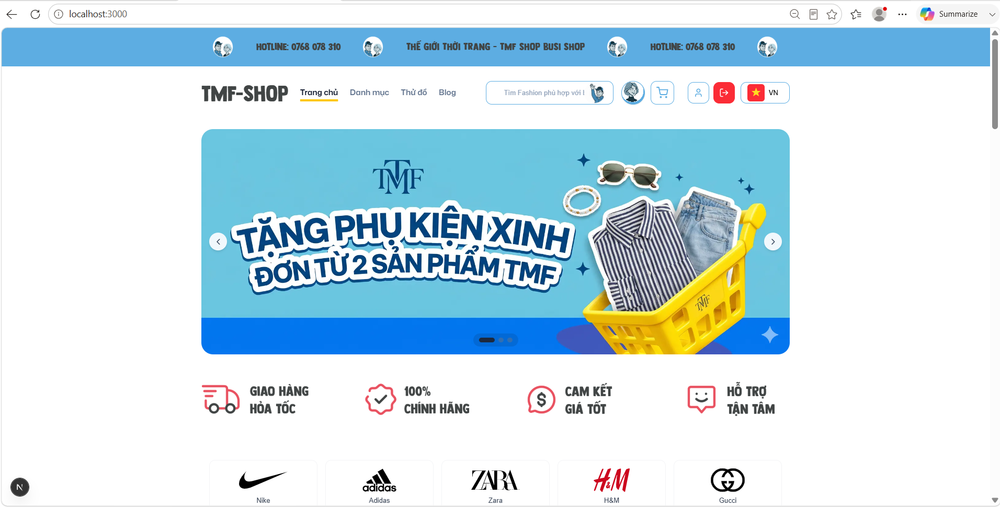 localhost:3000
Summarize
HOTLINE: 0768 078 310
THẾ GIỚI THỜI TRANG - TMF SHOP BUSI SHOP
HOTLINE: 0768 078 310
TMF-SHOP
Trang chủ
Danh mục
Thử đồ
Blog
Tìm Fashion phù hợp với
VN
TMF
TẶNG PHỤ KIỆN XINH
ĐƠN TỪ 2 SẢN PHẨM TMF
TMF
GIAO HÀNG
HỎA TỐC
100%
CHÍNH HÃNG
CAM KẾT
GIÁ TỐT
HỖ TRỢ
TẬN TÂM
adidas
ZARA
H&M
Nike
Adidas
Zara
H&M
Gucci
N